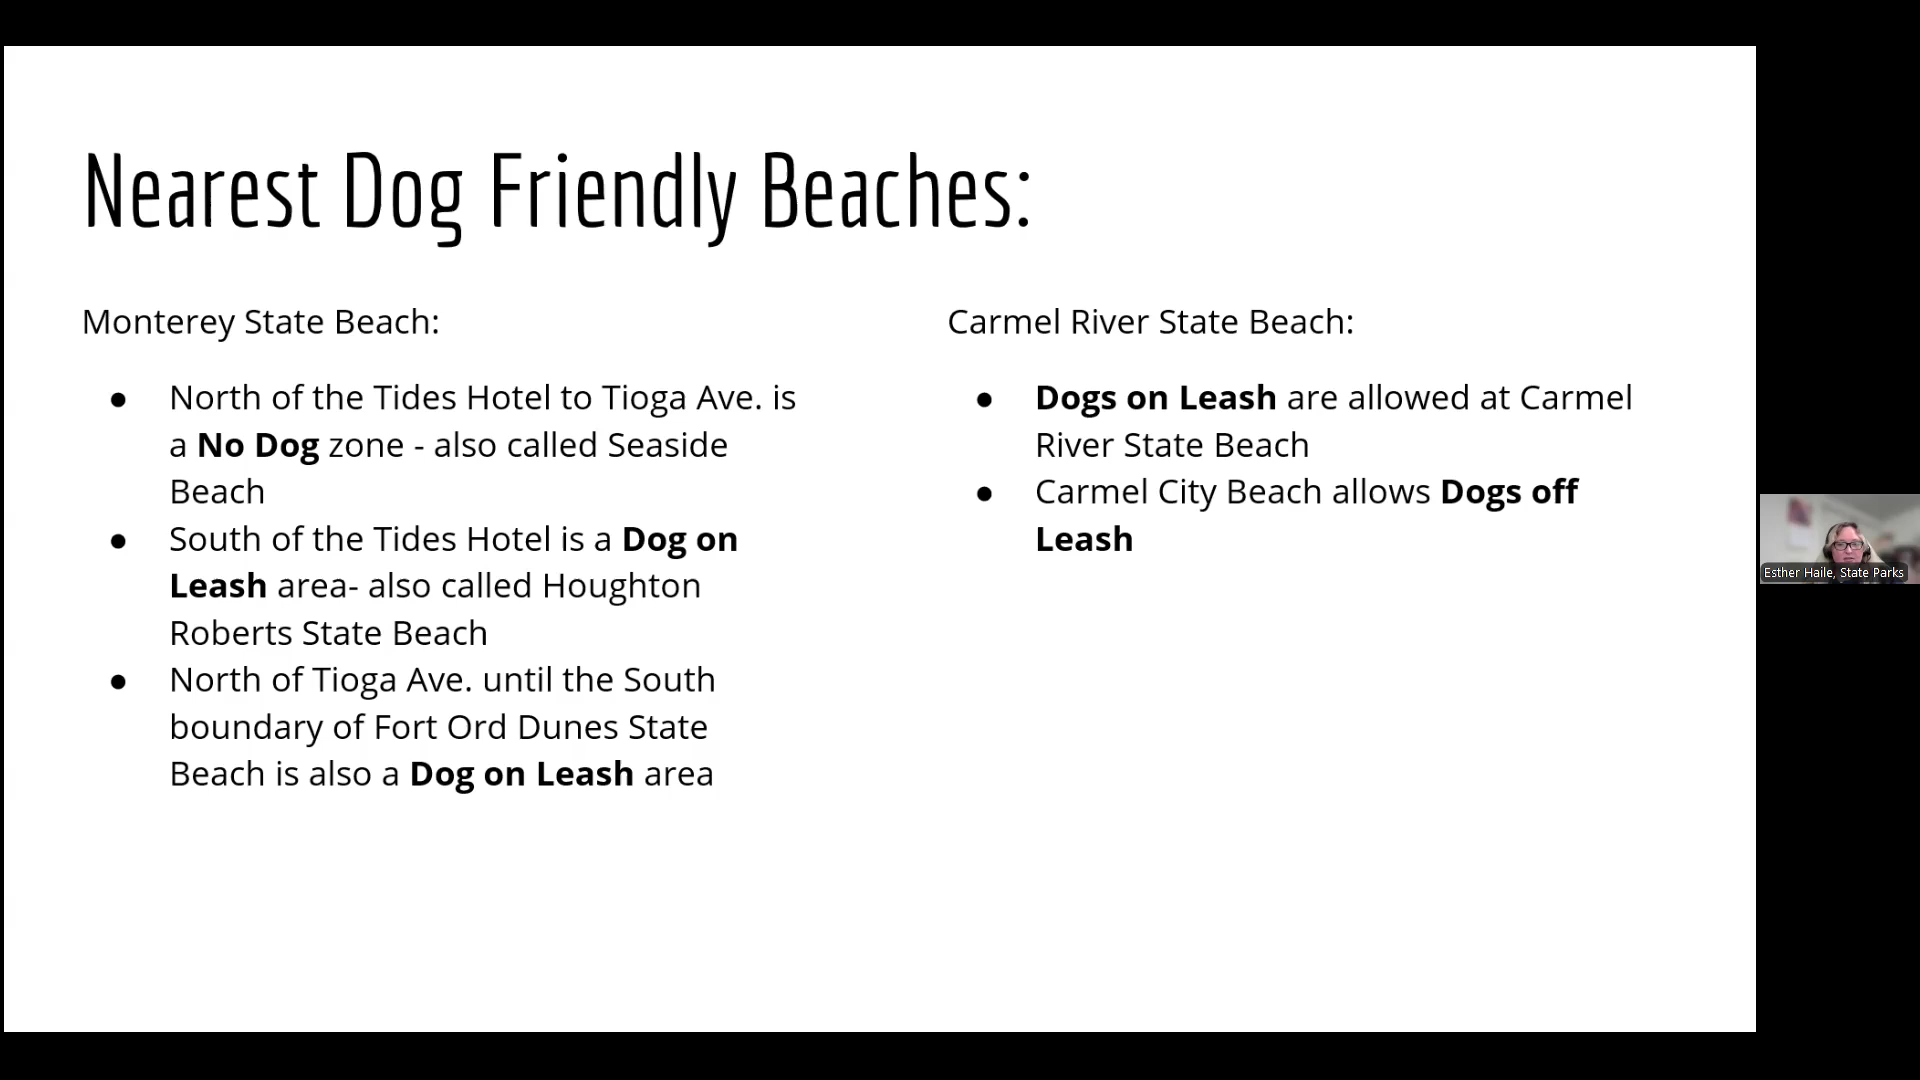 Nearest Dog Friendly Beaches:
Monterey State Beach:
● North of the Tides Hotel to Tioga Ave. is
a No Dog zone - also called Seaside
Beach
● South of the Tides Hotel is a Dog on
Leash area- also called Houghton
Roberts State Beach
● North of Tioga Ave. until the South
boundary of Fort Ord Dunes State
Beach is also a Dog on Leash area
Carmel River State Beach:
● Dogs on Leash are allowed at Carmel
River State Beach
● Carmel City Beach allows Dogs off
Leash
Esther Haile, State Parks